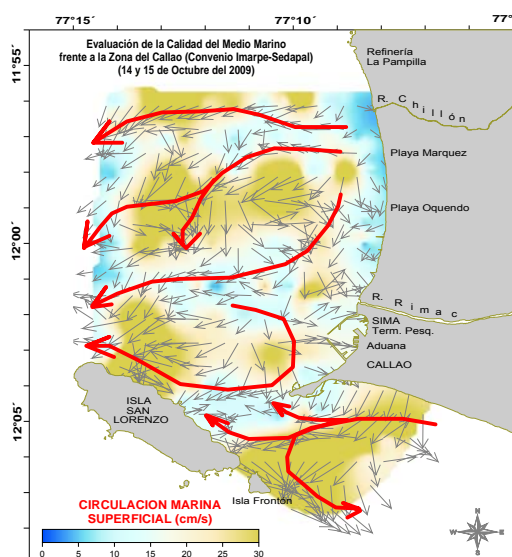 77°15´ 77°10´ 77°
Evaluación de la Calidad del Medio Marino
frente a la Zona del Callao (Convenio Imarpe-Sedapal)
(14 y 15 de Octubre del 2009)
11°55´
Refinería
La Pampilla
R. Chillón
Playa Marquez
Playa Oquendo
12°00´
R. Rimac
SIMA
Term. Pesq.
Aduana
CALLAO
ISLA
SAN
LORENZO
12°05´
Isla Frontón
CIRCULACION MARINA
SUPERFICIAL (cm/s)
0 5 10 15 20 25 30
N
W E
S